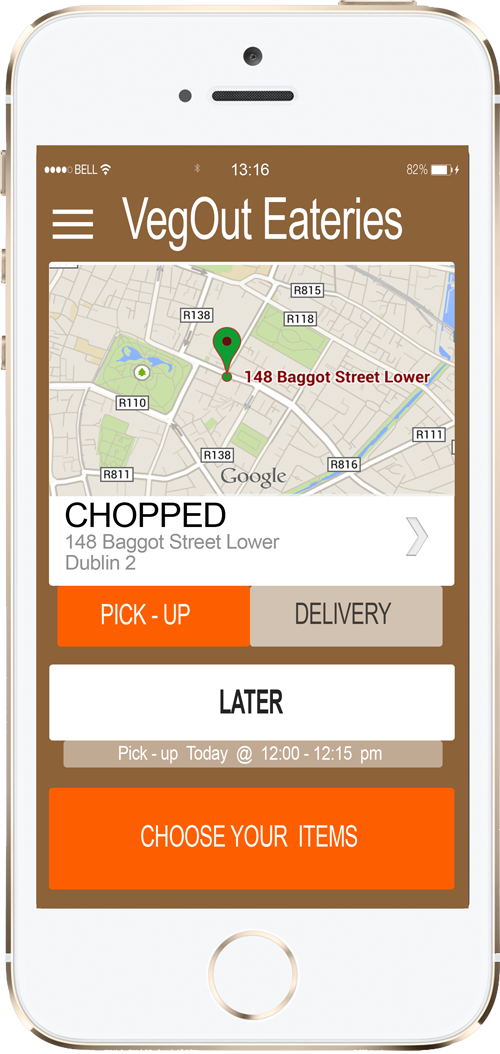 BELL 13:16 82%
VegOut Eateries
R815
R138
R118
148 Baggot Street Lower
R110
R111
R138
R816
R811
Google
CHOPPED
148 Baggot Street Lower
Dublin 2
PICK - UP DELIVERY
LATER
Pick - up Today @ 12:00 - 12:15 pm
CHOOSE YOUR ITEMS